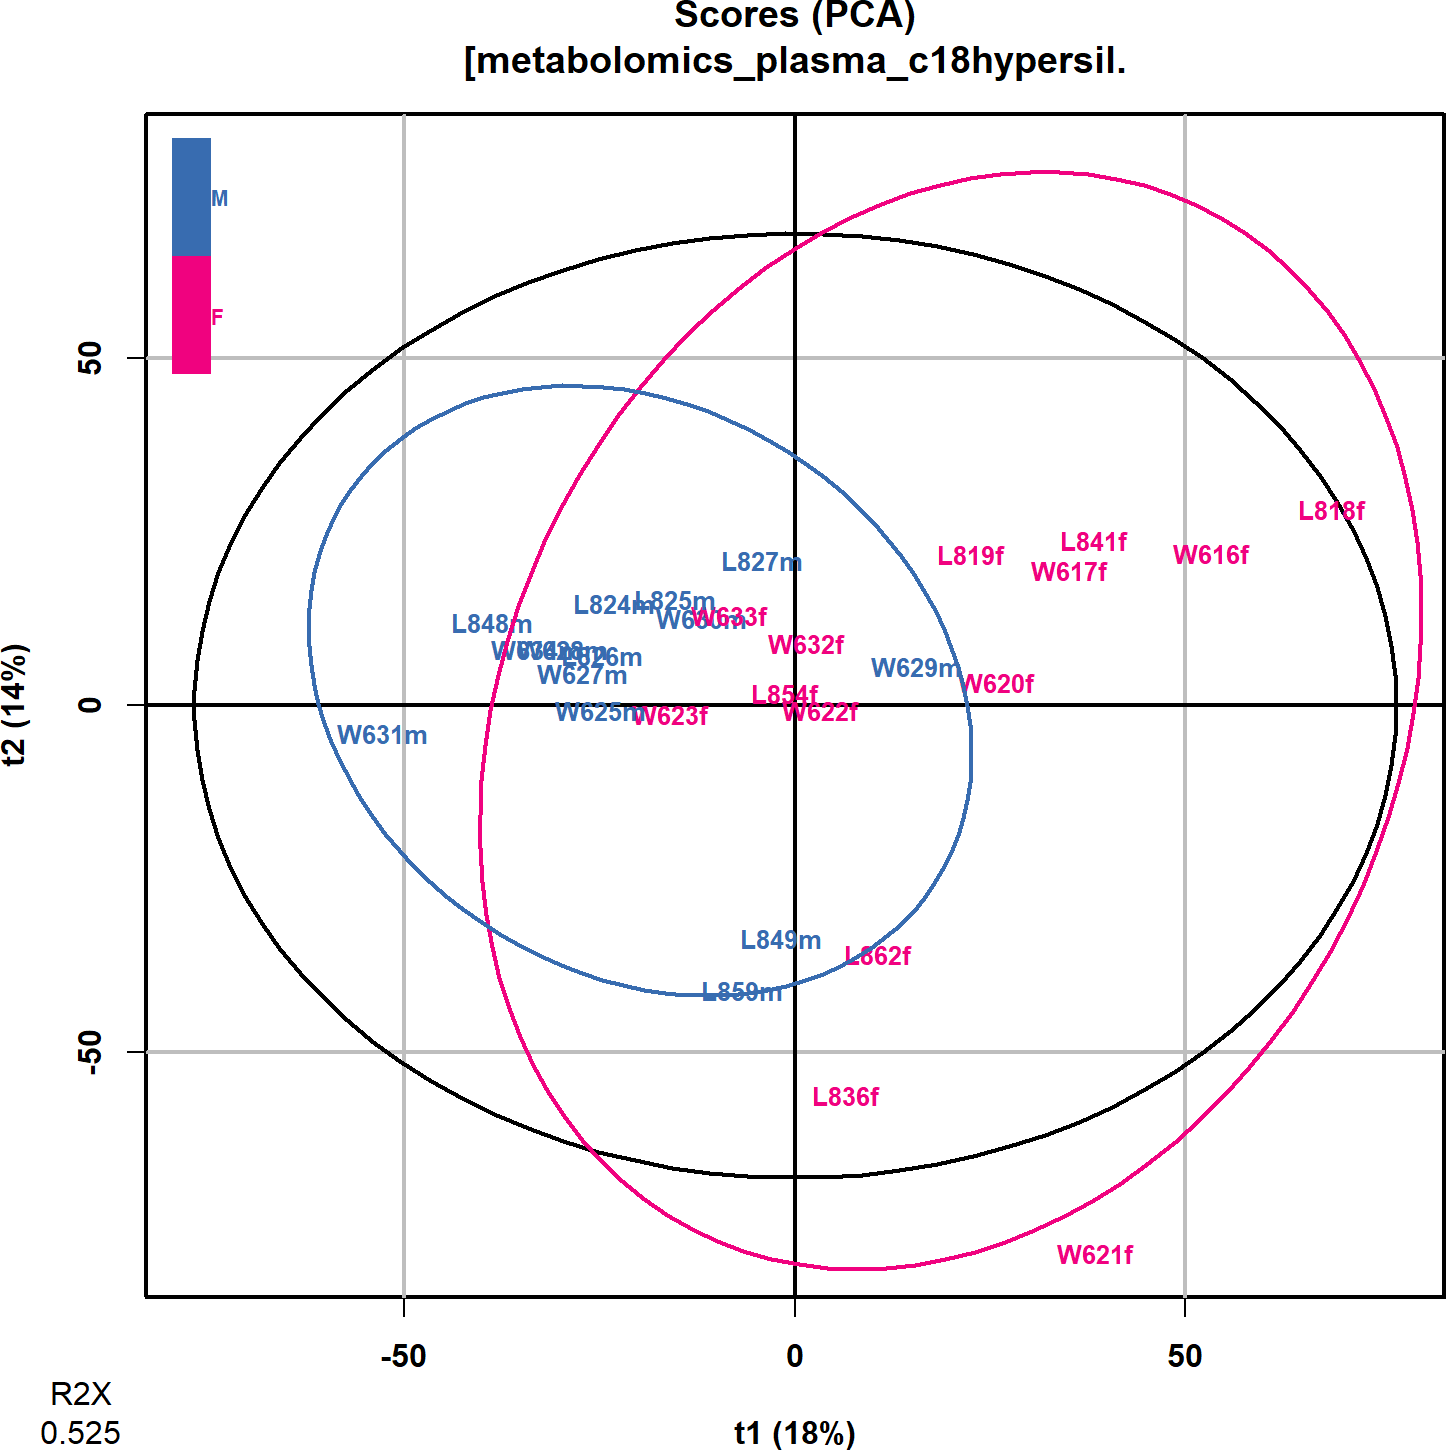 Scores (PCA)
[metabolomics_plasma_c18hypersil.
M
F
50
0
-50
t2 (14%)
L818f
L841f
L819f
W616f
L827m
W617f
L825m
L824m
W633f
L848m
W632f
L826m
W629m
W627m
W620f
L854f
W625m
W623f
W622f
W631m
L849m
L862f
L859m
L836f
W621f
-50
0
50
R2X
0.525
t1 (18%)